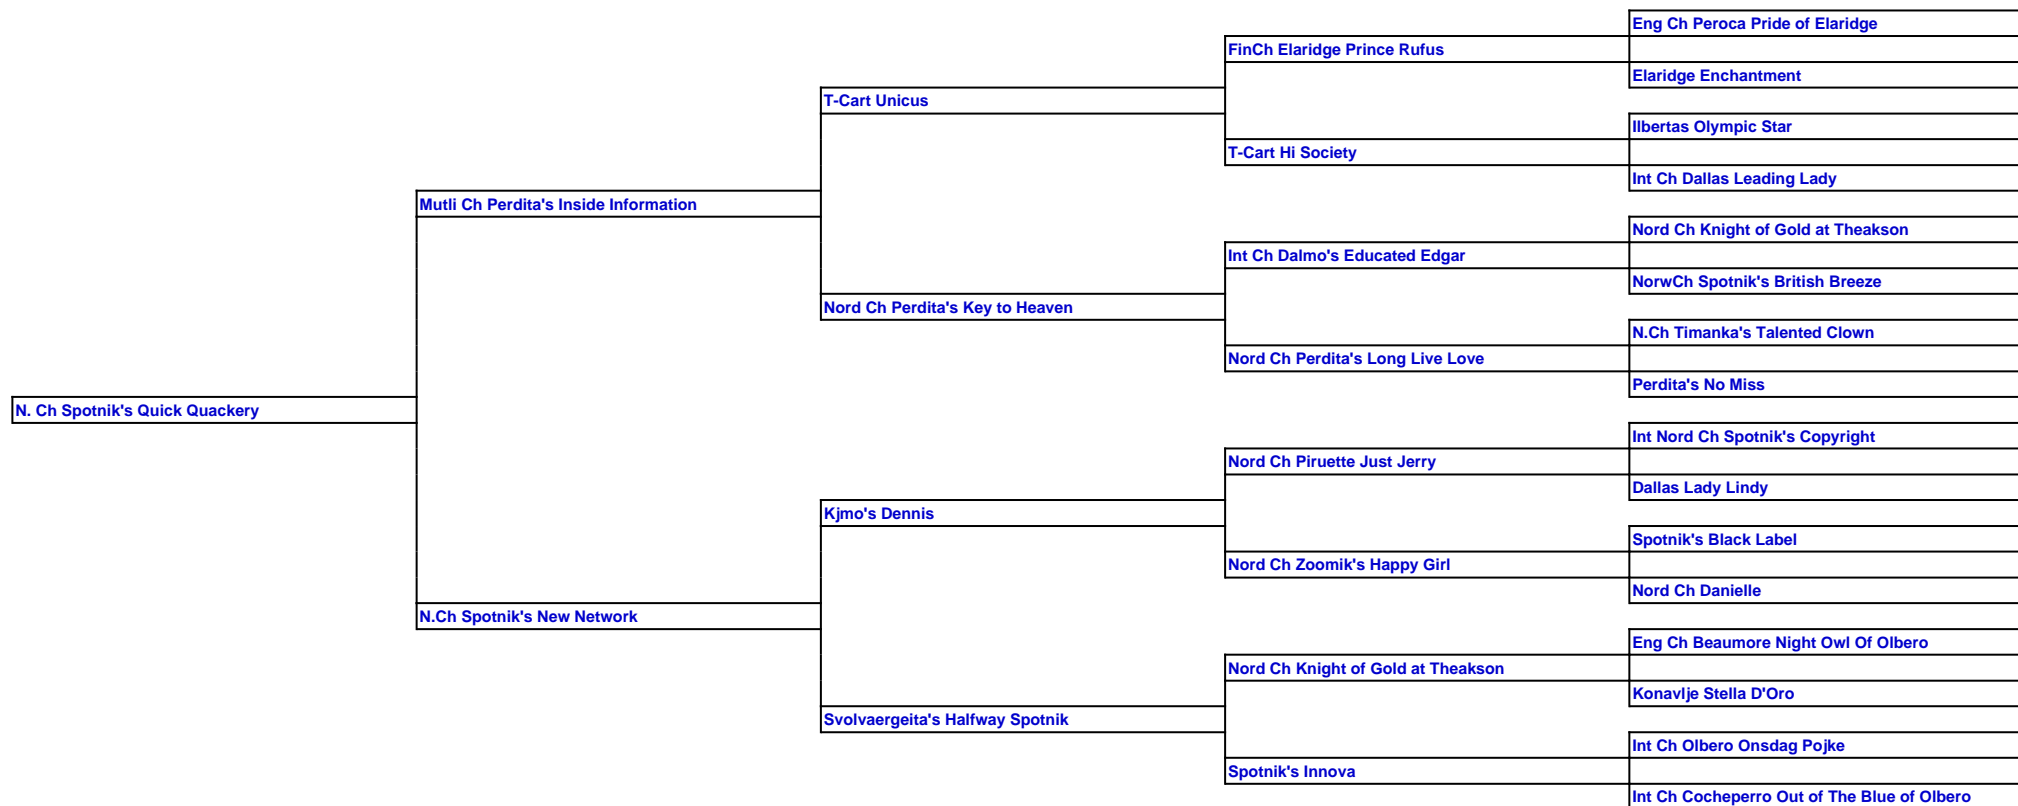 Eng Ch Peroca Pride of Elaridge
FinCh Elaridge Prince Rufus
Elaridge Enchantment
T-Cart Unicus
Ilbertas Olympic Star
T-Cart Hi Society
Int Ch Dallas Leading Lady
Mutli Ch Perdita's Inside Information
Nord Ch Knight of Gold at Theakson
Int Ch Dalmo's Educated Edgar
NorwCh Spotnik's British Breeze
Nord Ch Perdita's Key to Heaven
N.Ch Timanka's Talented Clown
Nord Ch Perdita's Long Live Love
Perdita's No Miss
N. Ch Spotnik's Quick Quackery
Int Nord Ch Spotnik's Copyright
Nord Ch Piruette Just Jerry
Dallas Lady Lindy
Kjmo's Dennis
Spotnik's Black Label
Nord Ch Zoomik's Happy Girl
Nord Ch Danielle
N.Ch Spotnik's New Network
Eng Ch Beaumore Night Owl Of Olbero
Nord Ch Knight of Gold at Theakson
Konavlje Stella D'Oro
Svolvaergeita's Halfway Spotnik
Int Ch Olbero Onsdag Pojke
Spotnik's Innova
Int Ch Cocheperro Out of The Blue of Olbero